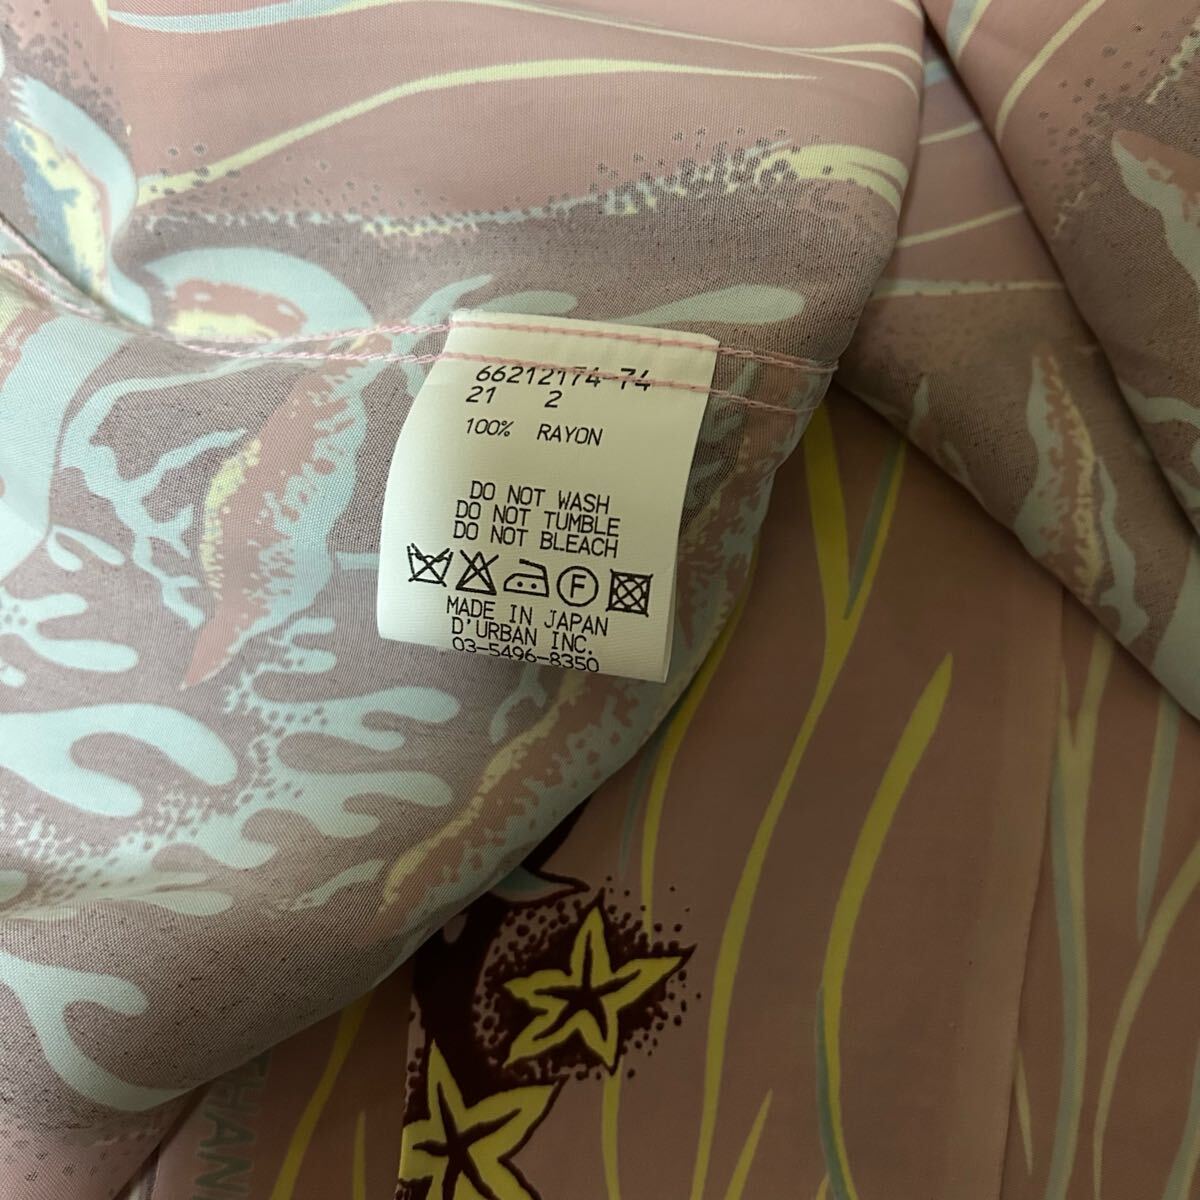 66212174-74
21 2
100% RAYON
DO NOT WASH
DO NOT TUMBLE
DO NOT BLEACH
F
MADE IN JAPAN
D'URBAN INC.
03-5496-8350